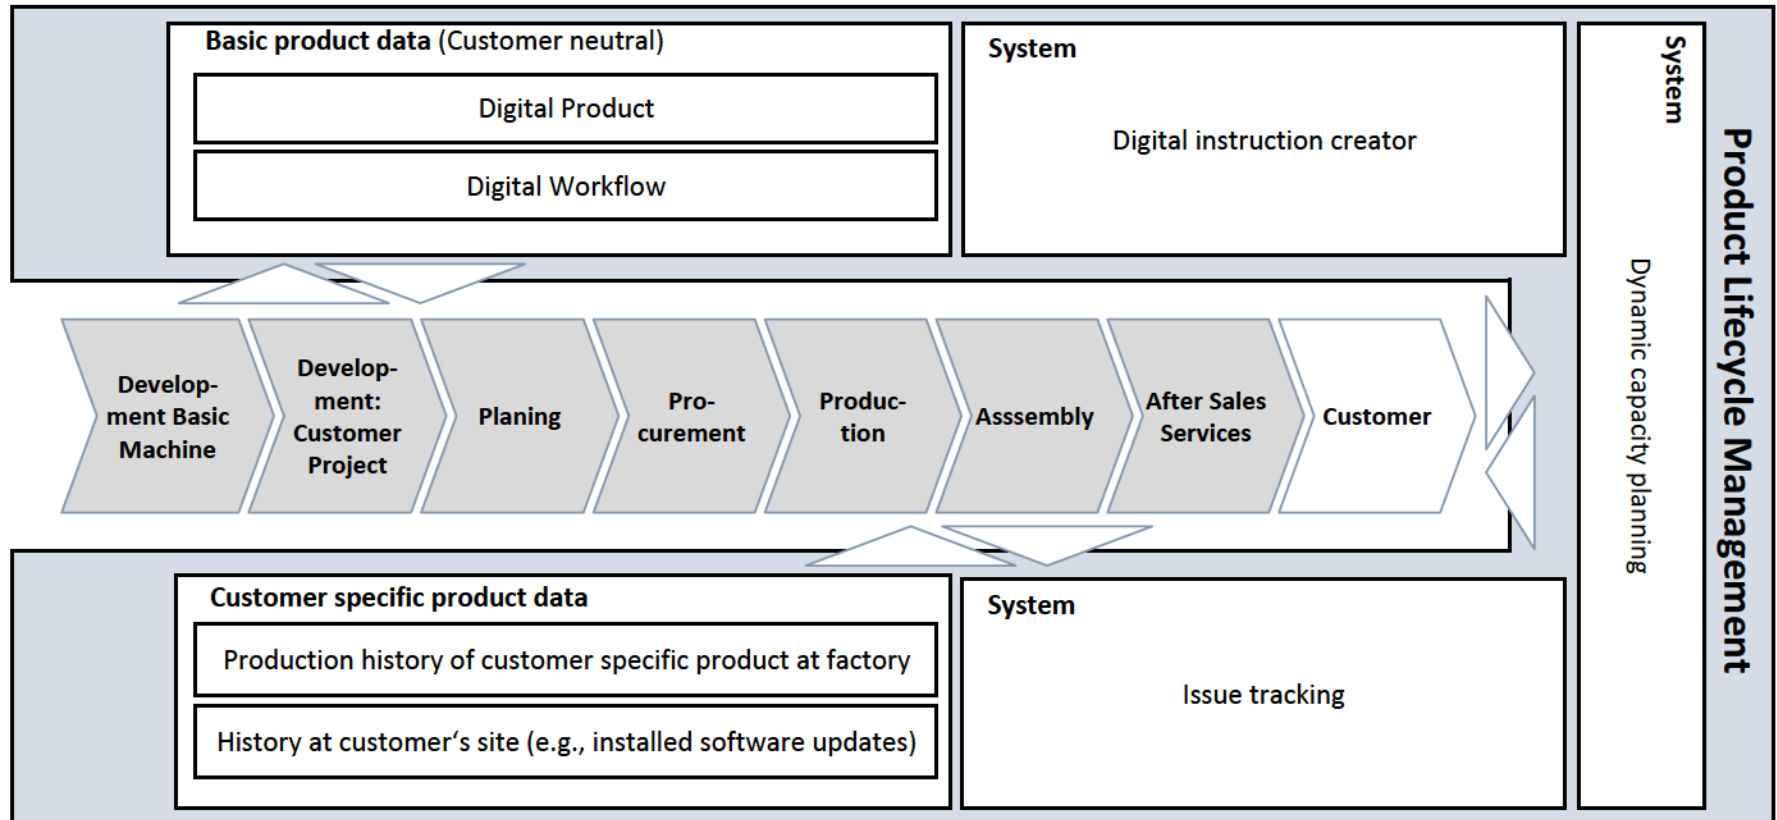 Basic product data (Customer neutral)
Digital Product
Digital Workflow
System
Digital instruction creator
System
Dynamic capacity planning
Product Lifecycle Management
Develop-
ment Basic
Machine
Develop-
ment:
Customer
Project
Planing
Pro-
curement
Produc-
tion
Asssembly
After Sales
Services
Customer
Customer specific product data
Production history of customer specific product at factory
History at customer‘s site (e.g., installed software updates)
System
Issue tracking